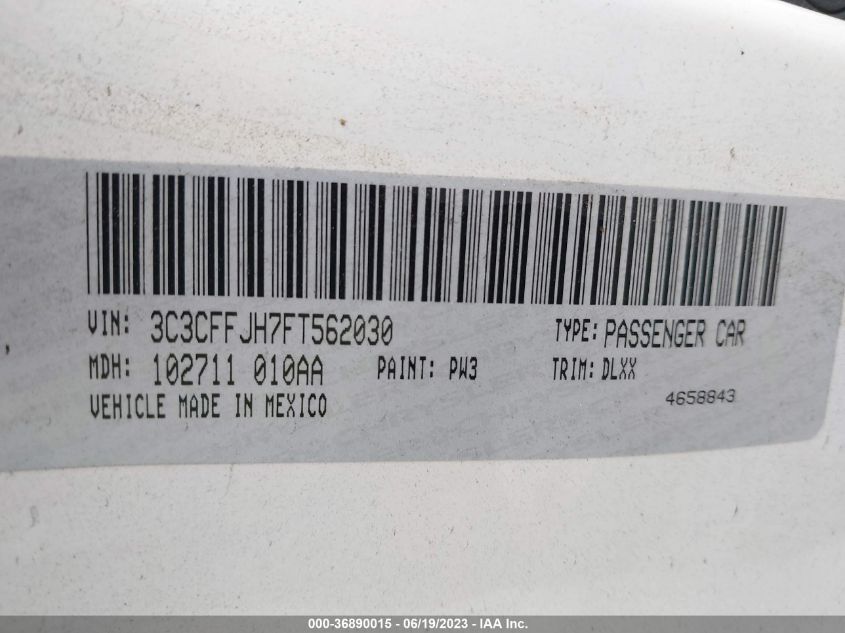 VIN: 3C3CFFJH7FT562030 TYPE: PASSENGER CAR
MDH: 102711 010AA PAINT: PW3 TRIM: DLXX
VEHICLE MADE IN MEXICO 4658843
000-36890015 - 06/19/2023 - IAA Inc.